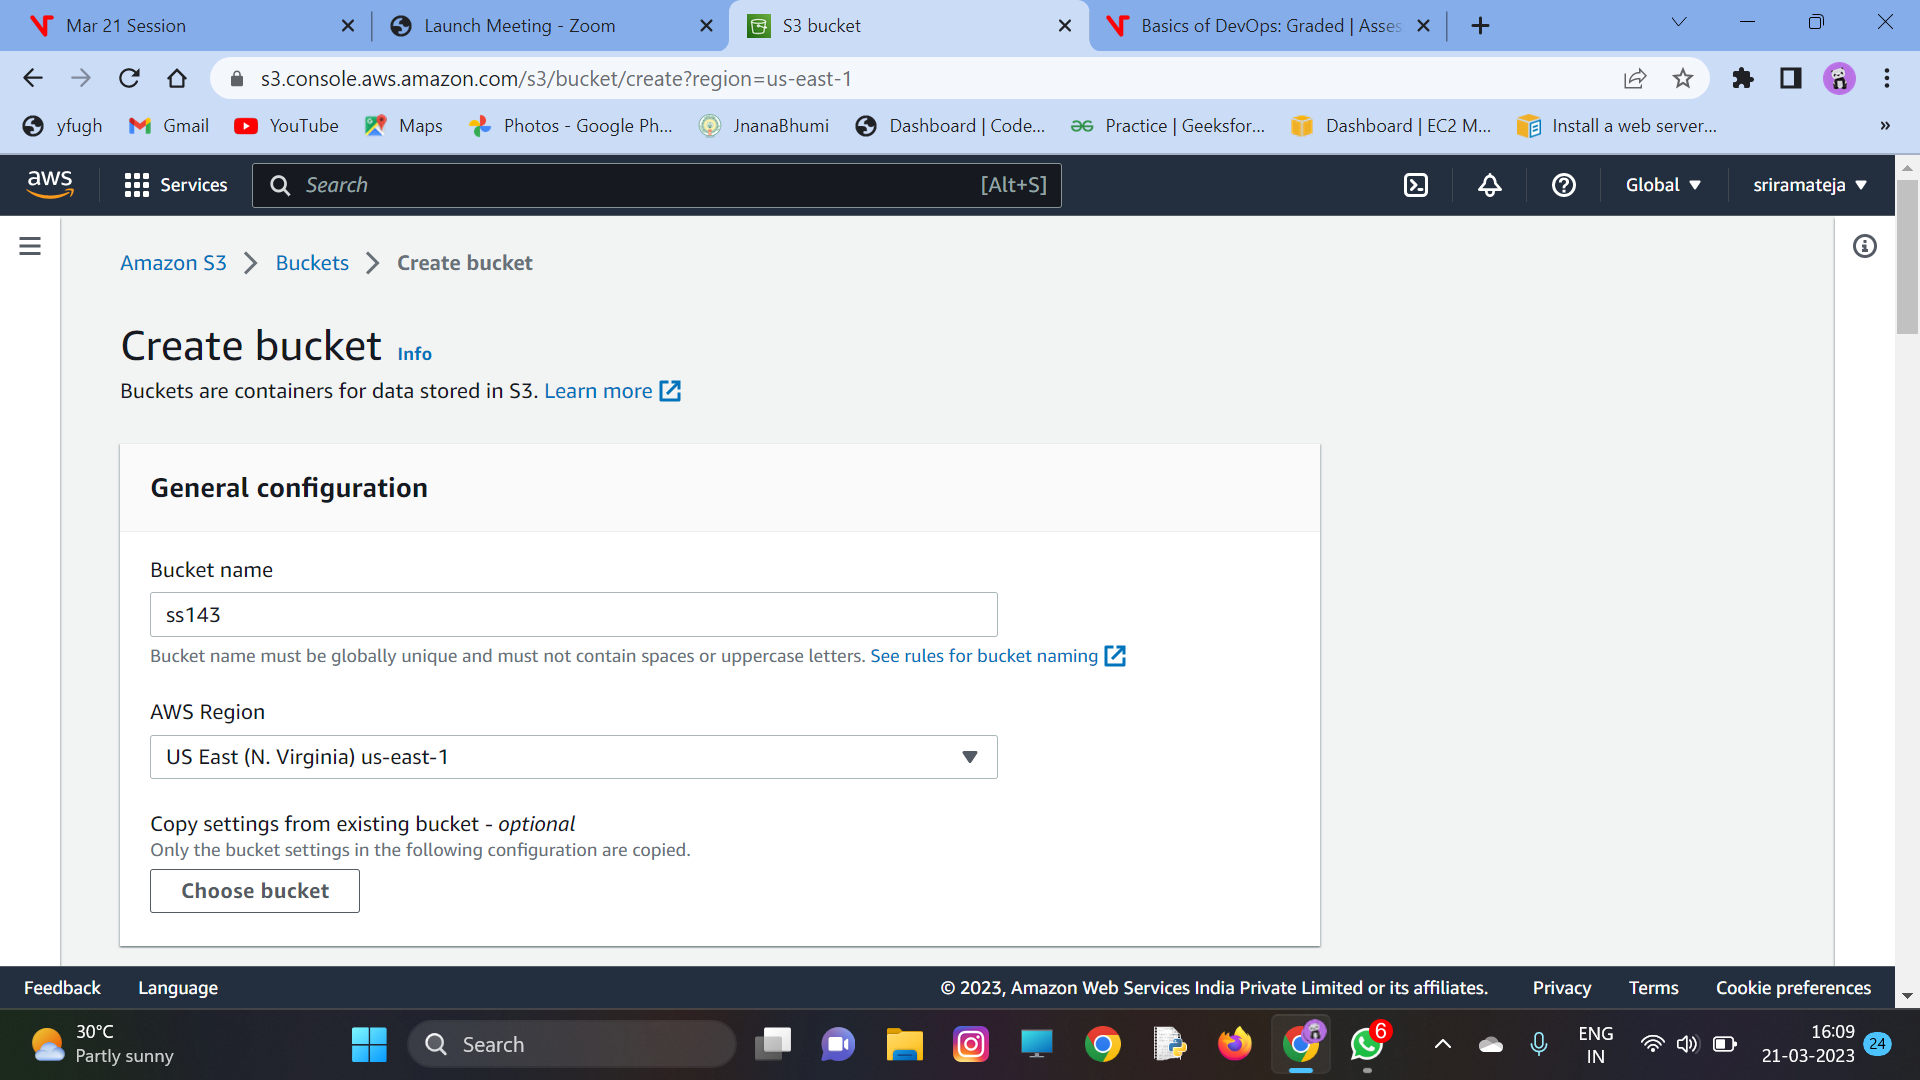 Mar 21 Session
Launch Meeting - Zoom
S3 bucket
Basics of DevOps: Graded | Asses
s3.console.aws.amazon.com/s3/bucket/create?region=us-east-1
yfugh
Gmail
YouTube
Maps
Photos - Google Ph...
JnanaBhumi
Dashboard | Code...
Practice | Geeksfor...
Dashboard | EC2 M...
Install a web server...
»
aws
Services
Search
[Alt+S]
Global
sriramateja
Amazon S3
Buckets
Create bucket
Create bucket Info
Buckets are containers for data stored in S3. Learn more
General configuration
Bucket name
ss143
Bucket name must be globally unique and must not contain spaces or uppercase letters. See rules for bucket naming
AWS Region
US East (N. Virginia) us-east-1
Copy settings from existing bucket - optional
Only the bucket settings in the following configuration are copied.
Choose bucket
Feedback
Language
© 2023, Amazon Web Services India Private Limited or its affiliates.
Privacy
Terms
Cookie preferences
30°C
Partly sunny
Search
6
ENG
IN
16:09
21-03-2023
24